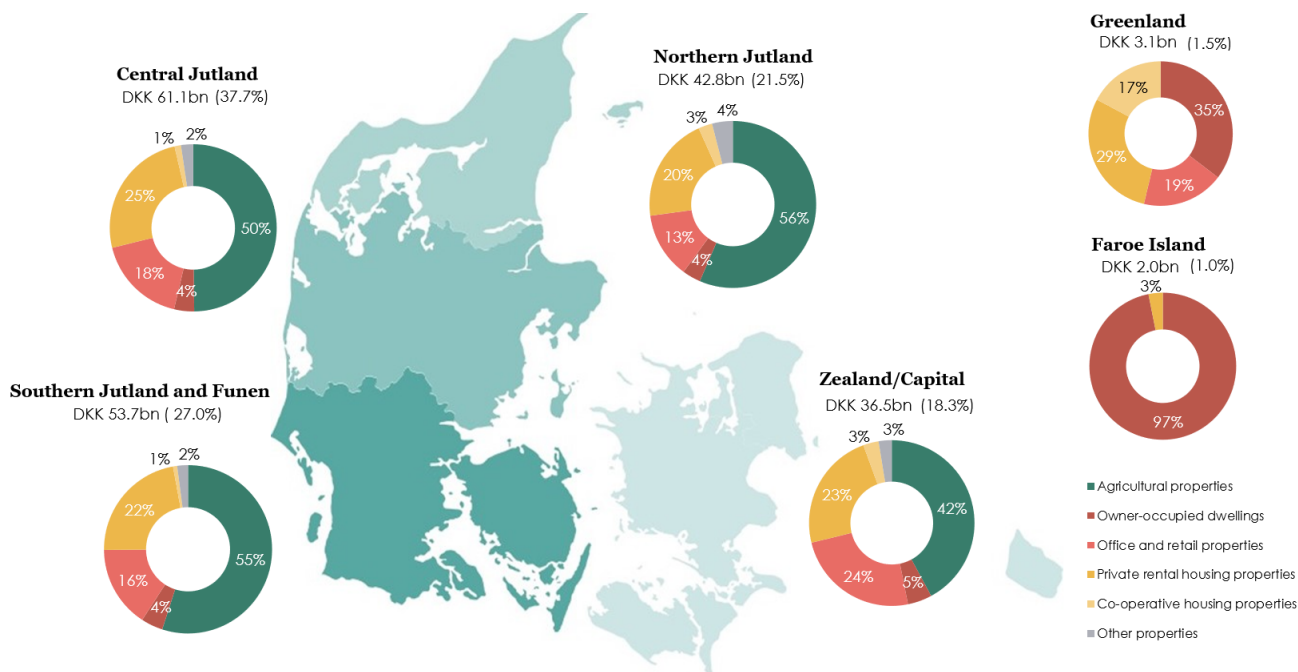 Central Jutland
DKK 61.1bn (37.7%)
1%
2%
25%
50%
18%
4%
Northern Jutland
DKK 42.8bn (21.5%)
3%
4%
20%
56%
13%
4%
Greenland
DKK 3.1bn (1.5%)
17%
35%
29%
19%
Faroe Island
DKK 2.0bn (1.0%)
3%
97%
Southern Jutland and Funen
DKK 53.7bn ( 27.0%)
1%
2%
22%
55%
16%
4%
Zealand/Capital
DKK 36.5bn (18.3%)
3%
3%
23%
42%
24%
5%
Agricultural properties
Owner-occupied dwellings
Office and retail properties
Private rental housing properties
Co-operative housing properties
Other properties